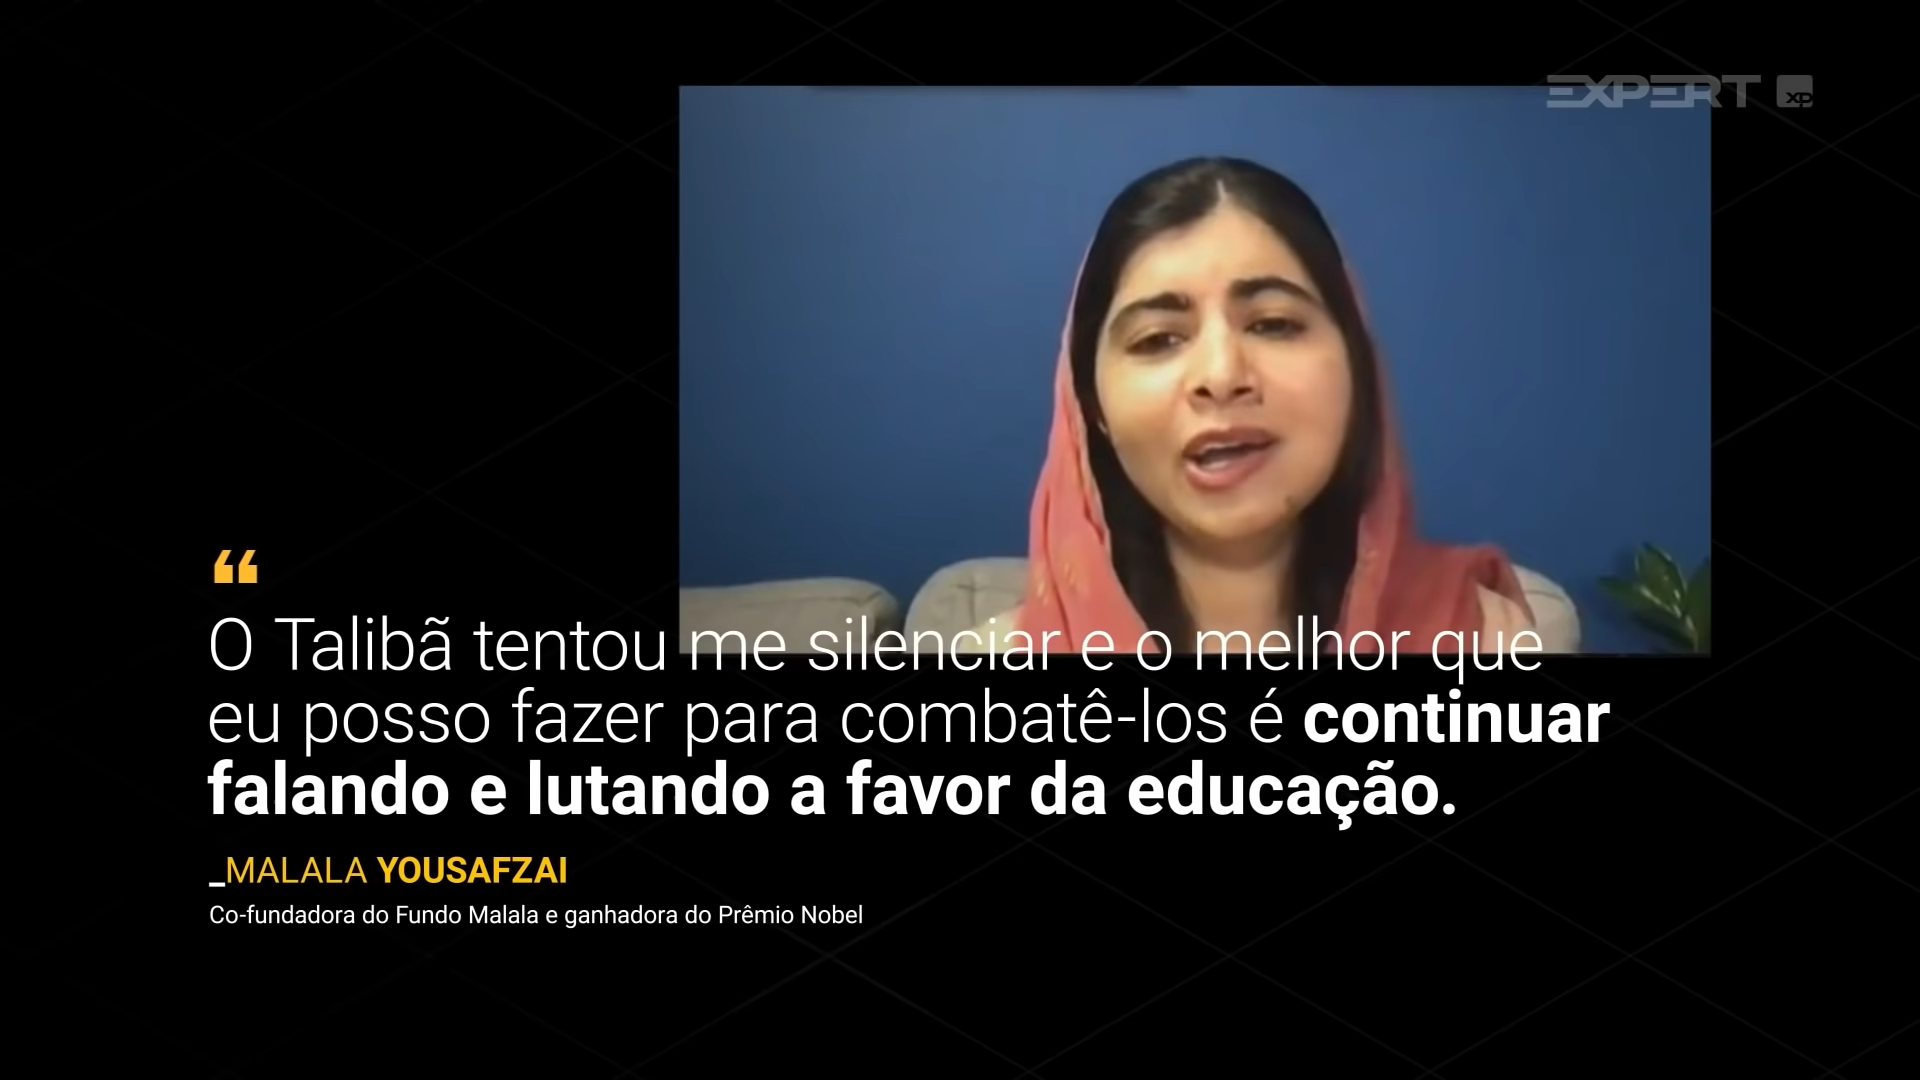 EXPERT xp
“
O Talibã tentou me silenciar e o melhor que
eu posso fazer para combatê-los é continuar
falando e lutando a favor da educação.
_MALALA YOUSAFZAI
Co-fundadora do Fundo Malala e ganhadora do Prêmio Nobel